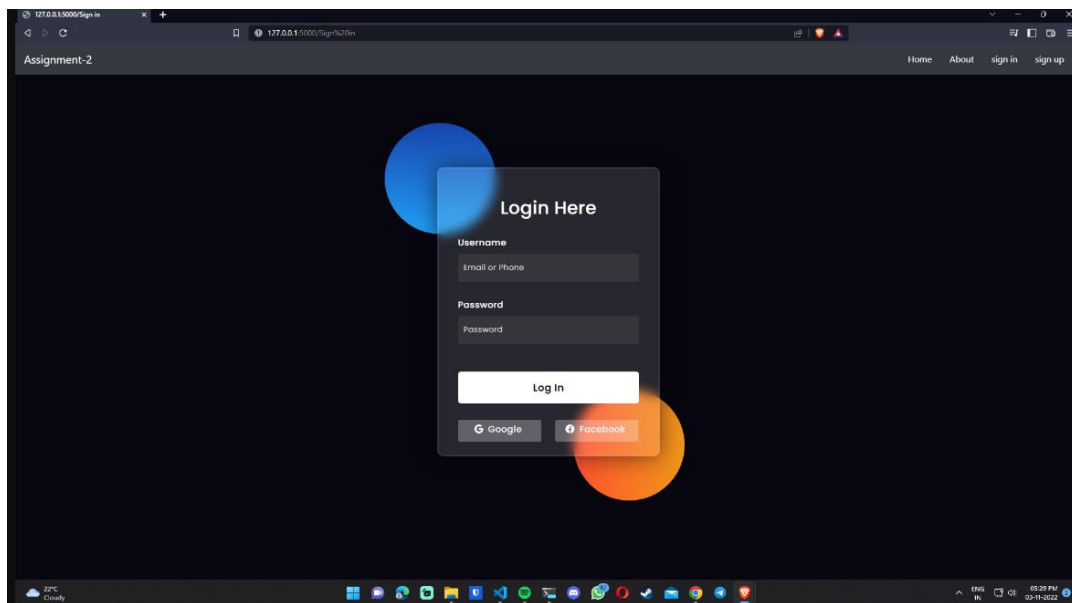 127.0.0.1:5000/Sign in
127.0.0.1:5000/Sign%20in
Assignment-2
Home About sign in sign up
Login Here
Username
Email or Phone
Password
Password
Log In
Google Facebook
22°C
Cloudy
ENG
IN
05:29 PM
03-11-2022